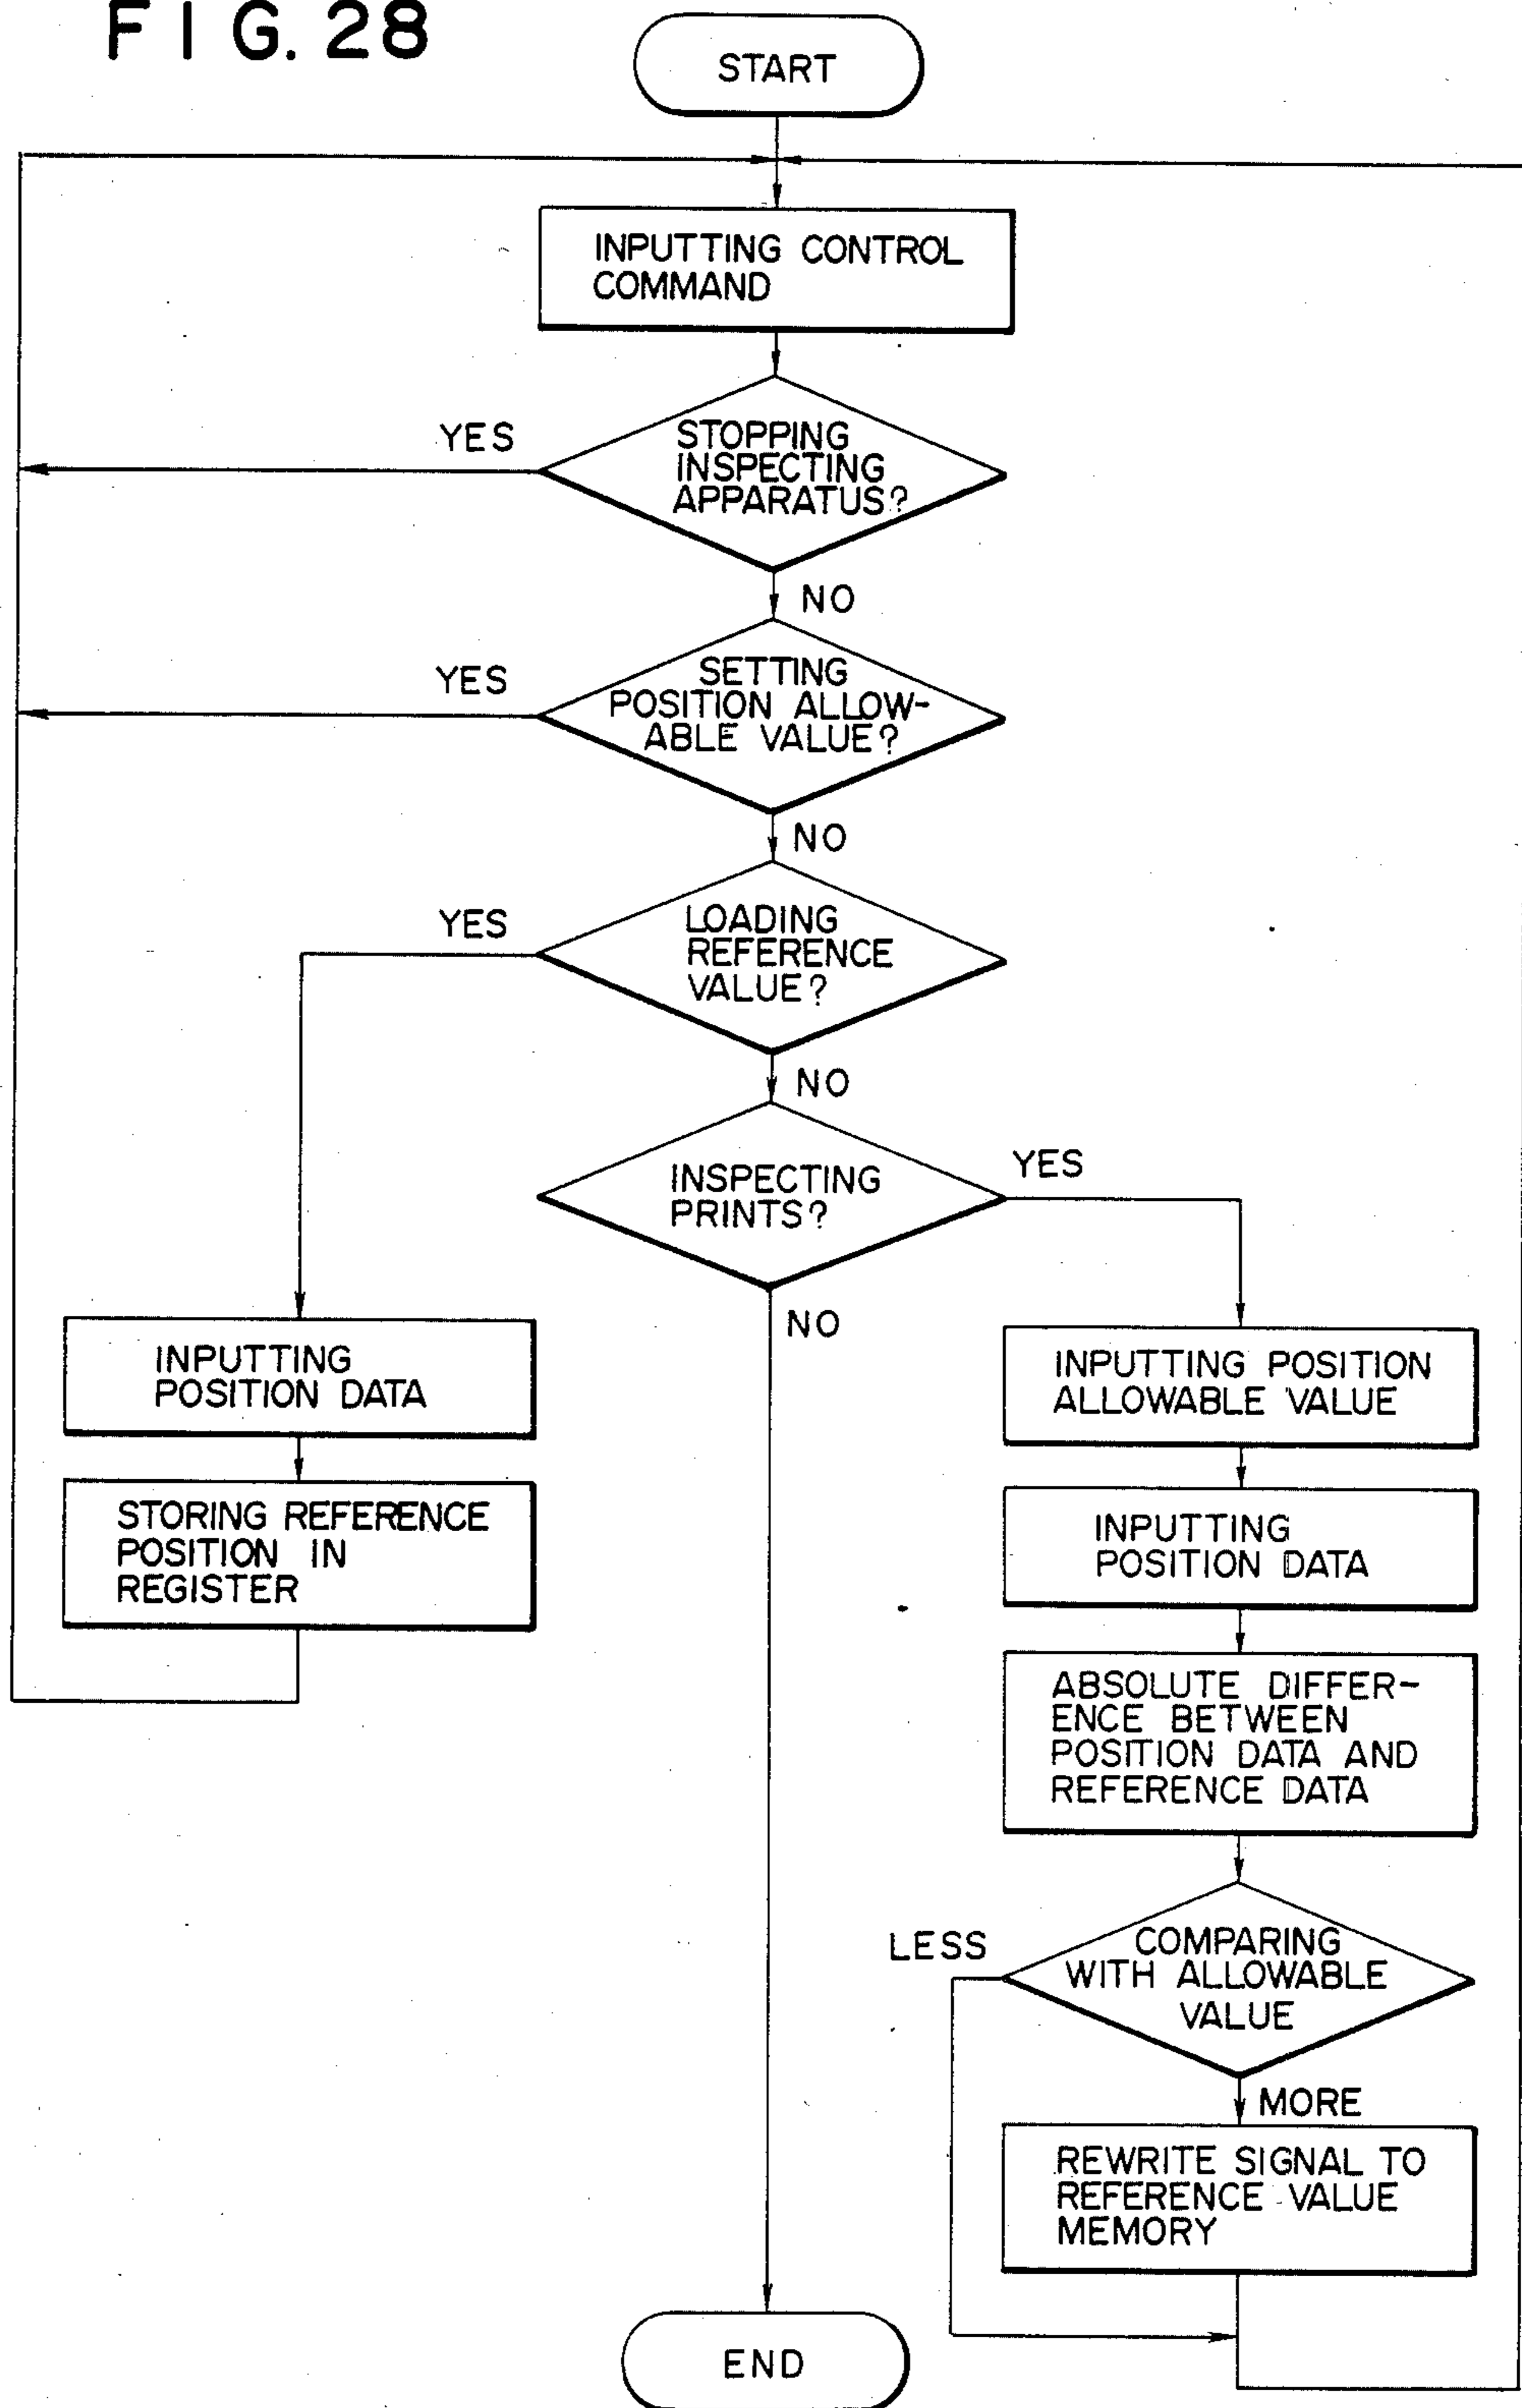 FIG. 28
START
INPUTTING CONTROL
COMMAND
YES
STOPPING
INSPECTING
APPARATUS?
NO
YES
SETTING
POSITION ALLOW-
ABLE VALUE?
NO
YES
LOADING
REFERENCE
VALUE?
NO
INSPECTING
PRINTS?
YES
NO
INPUTTING
POSITION DATA
STORING REFERENCE
POSITION IN
REGISTER
INPUTTING POSITION
ALLOWABLE VALUE
INPUTTING
POSITION DATA
ABSOLUTE DIFFER-
ENCE BETWEEN
POSITION DATA AND
REFERENCE DATA
LESS
COMPARING
WITH ALLOWABLE
VALUE
MORE
REWRITE SIGNAL TO
REFERENCE VALUE
MEMORY
END